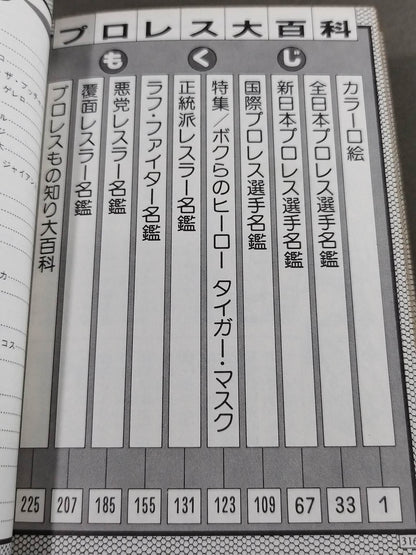 プロレス大百科
もくじ
カラー口絵
1
全日本プロレス選手名鑑
33
新日本プロレス選手名鑑
67
国際プロレス選手名鑑
109
特集/ボクらのヒーロー タイガー・マスク
123
正統派レスラー名鑑
131
ラフ・ファイター名鑑
155
悪党レスラー名鑑
185
覆面レスラー名鑑
207
プロレスもの知り大百科
225